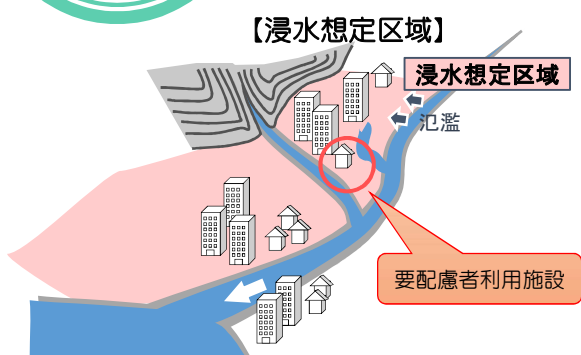 【浸水想定区域】
浸水想定区域
氾濫
要配慮者利用施設